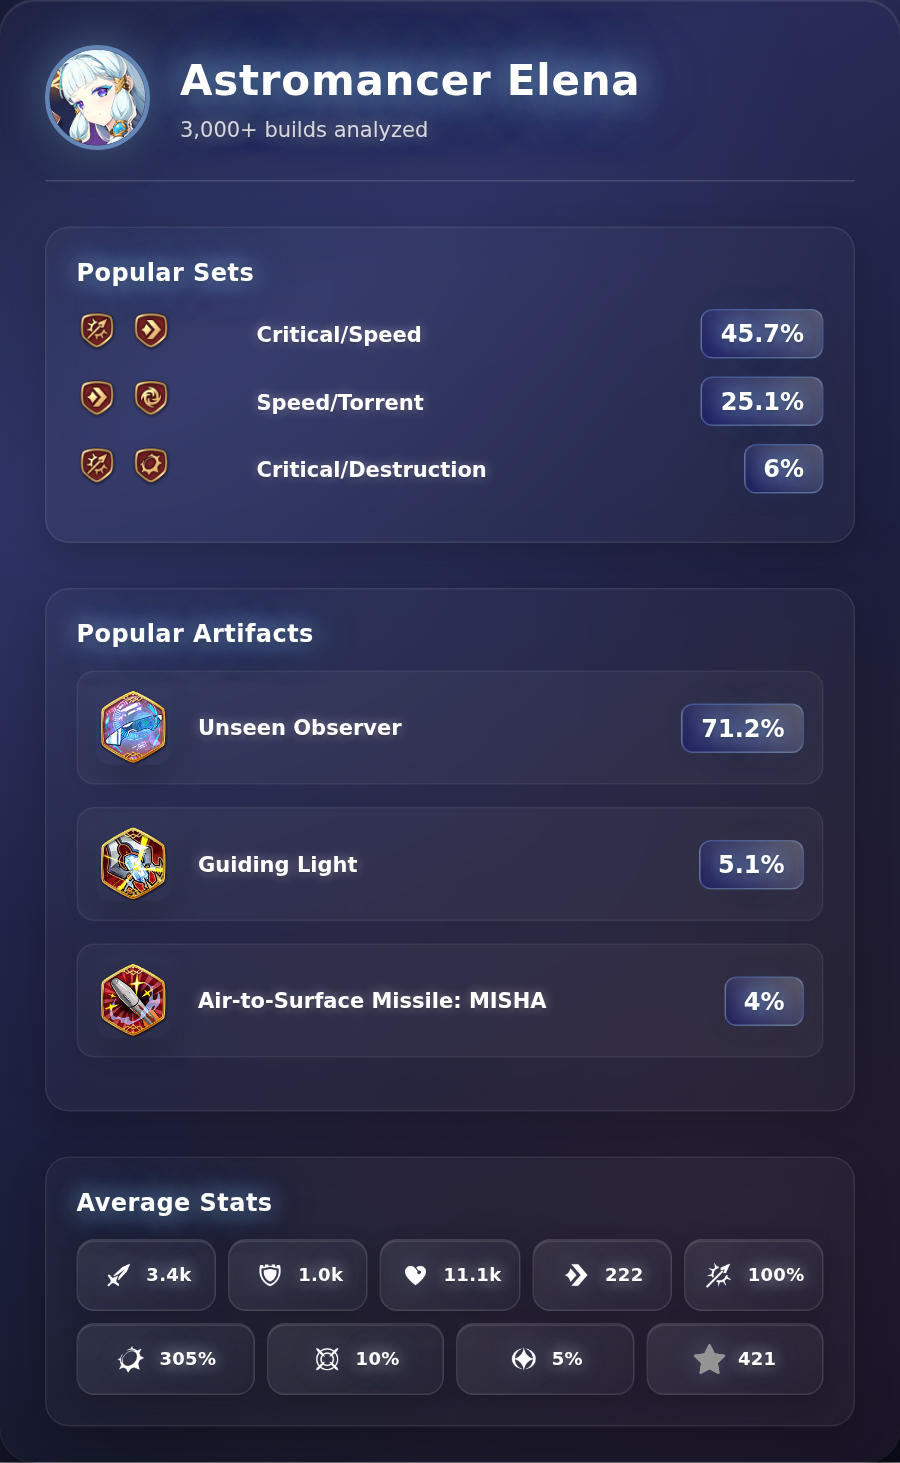 Astromancer Elena
3,000+ builds analyzed
Popular Sets
Critical/Speed 45.7%
Speed/Torrent 25.1%
Critical/Destruction 6%
Popular Artifacts
Unseen Observer 71.2%
Guiding Light 5.1%
Air-to-Surface Missile: MISHA 4%
Average Stats
3.4k 1.0k 11.1k 222 100%
305% 10% 5% 421